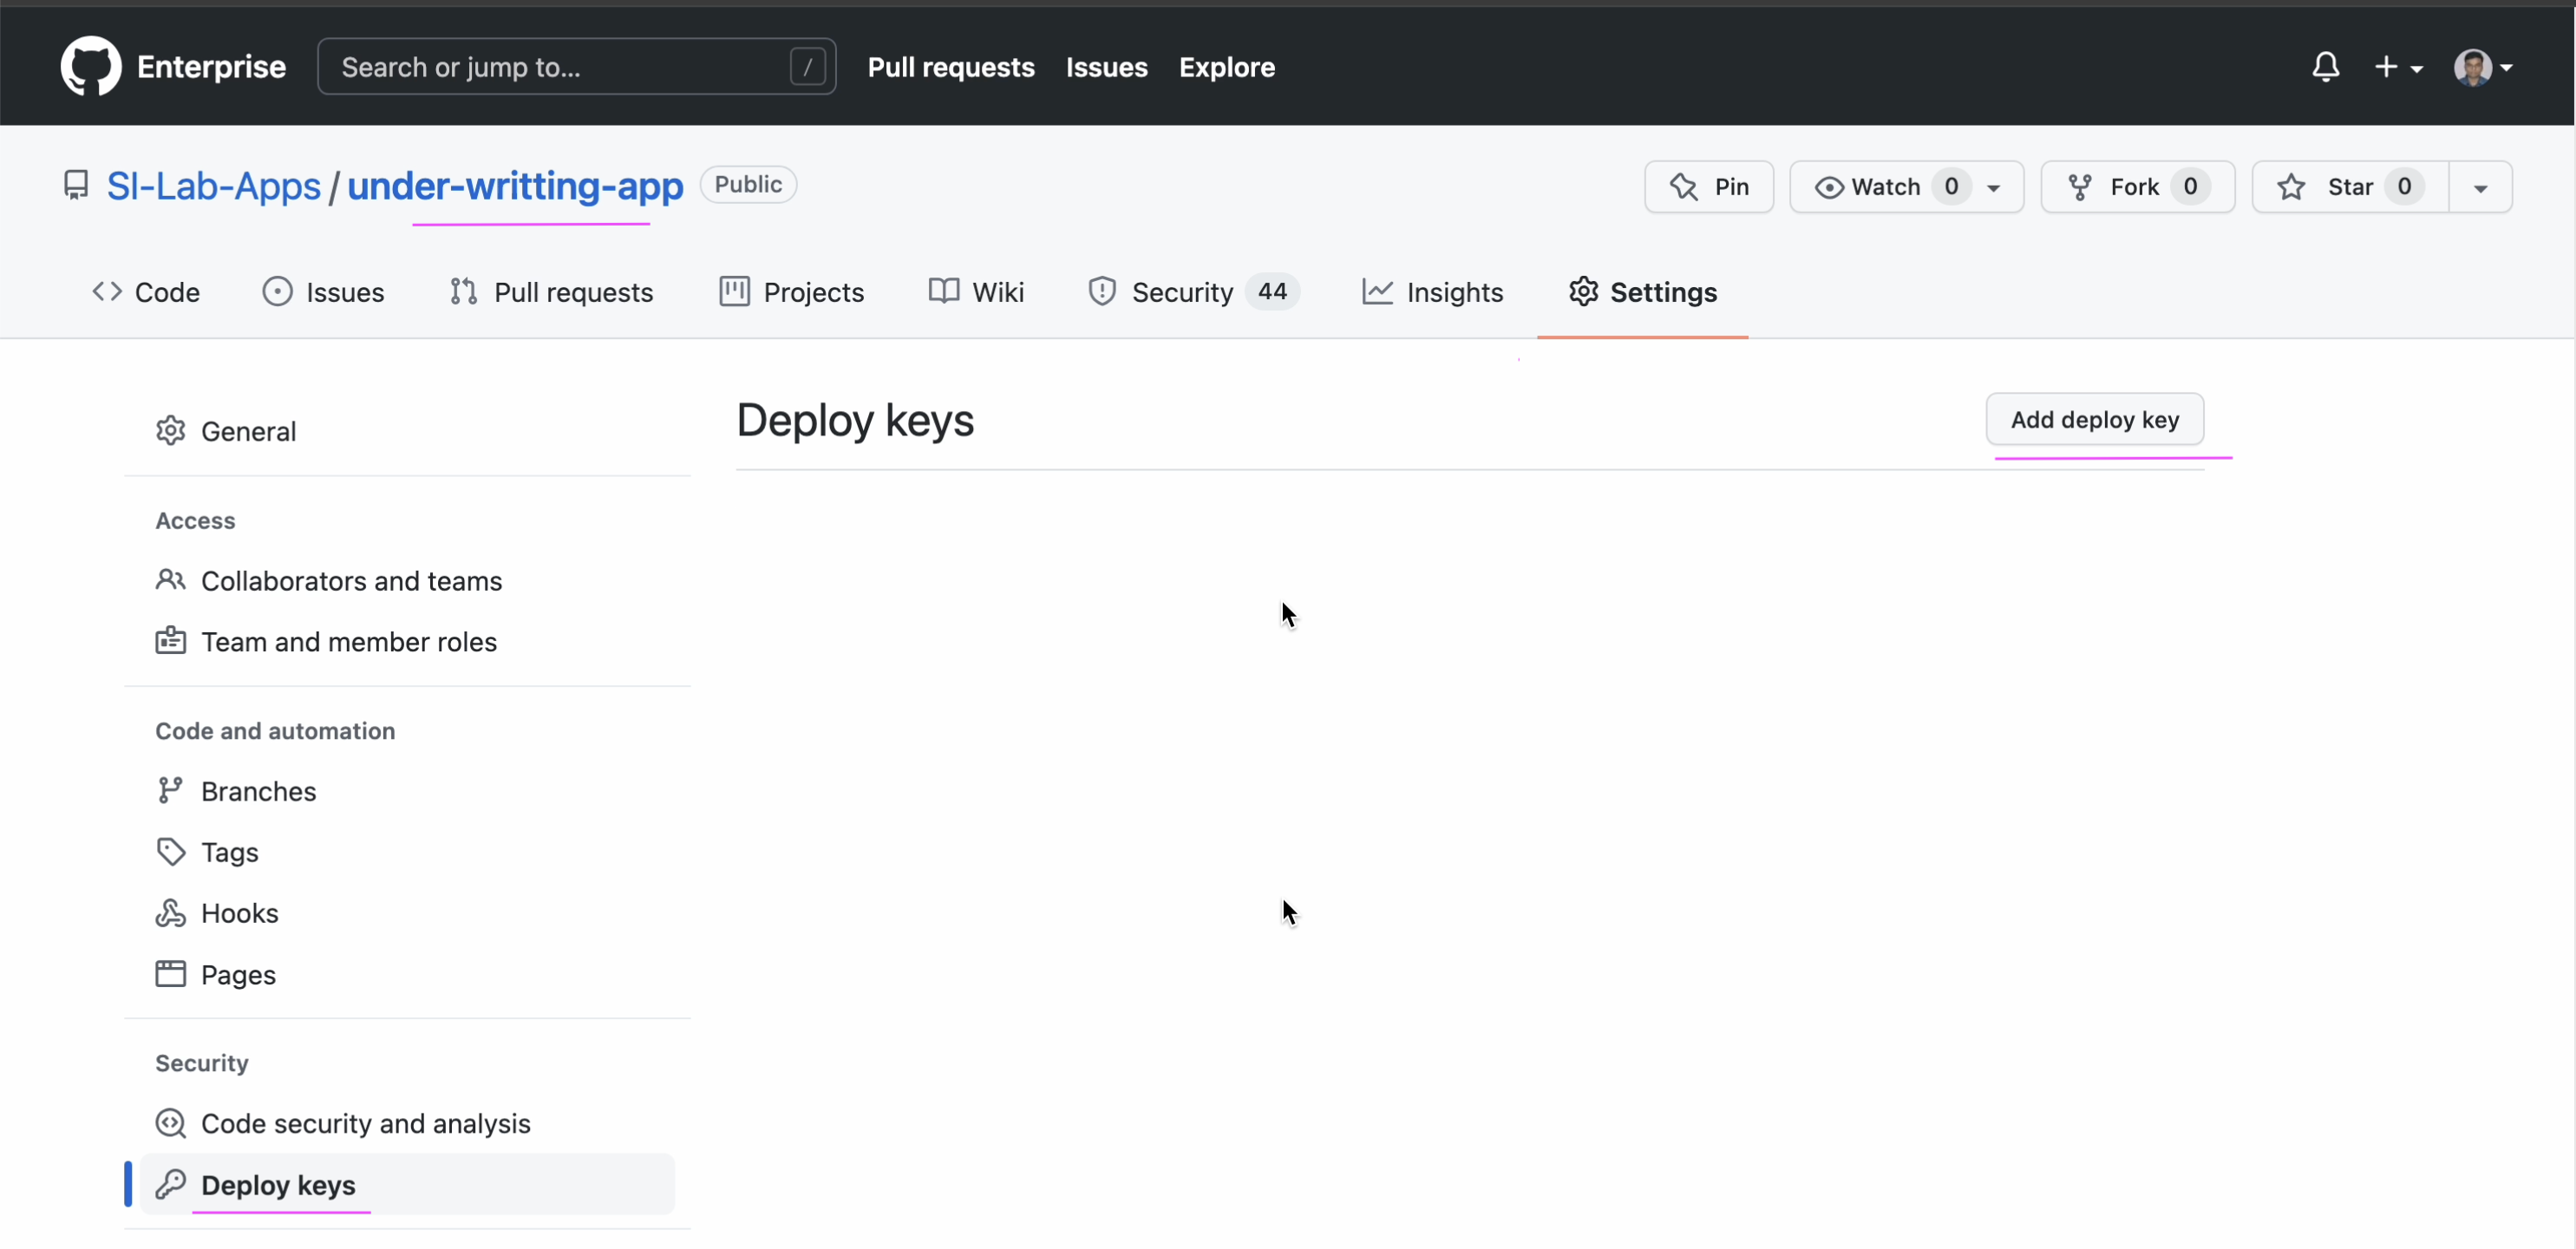 Enterprise Search or jump to... / Pull requests Issues Explore
SI-Lab-Apps / under-writting-app Public Pin Watch 0 Fork 0 Star 0
Code Issues Pull requests Projects Wiki Security 44 Insights Settings
General
Access
Collaborators and teams
Team and member roles
Code and automation
Branches
Tags
Hooks
Pages
Security
Code security and analysis
Deploy keys
Deploy keys Add deploy key